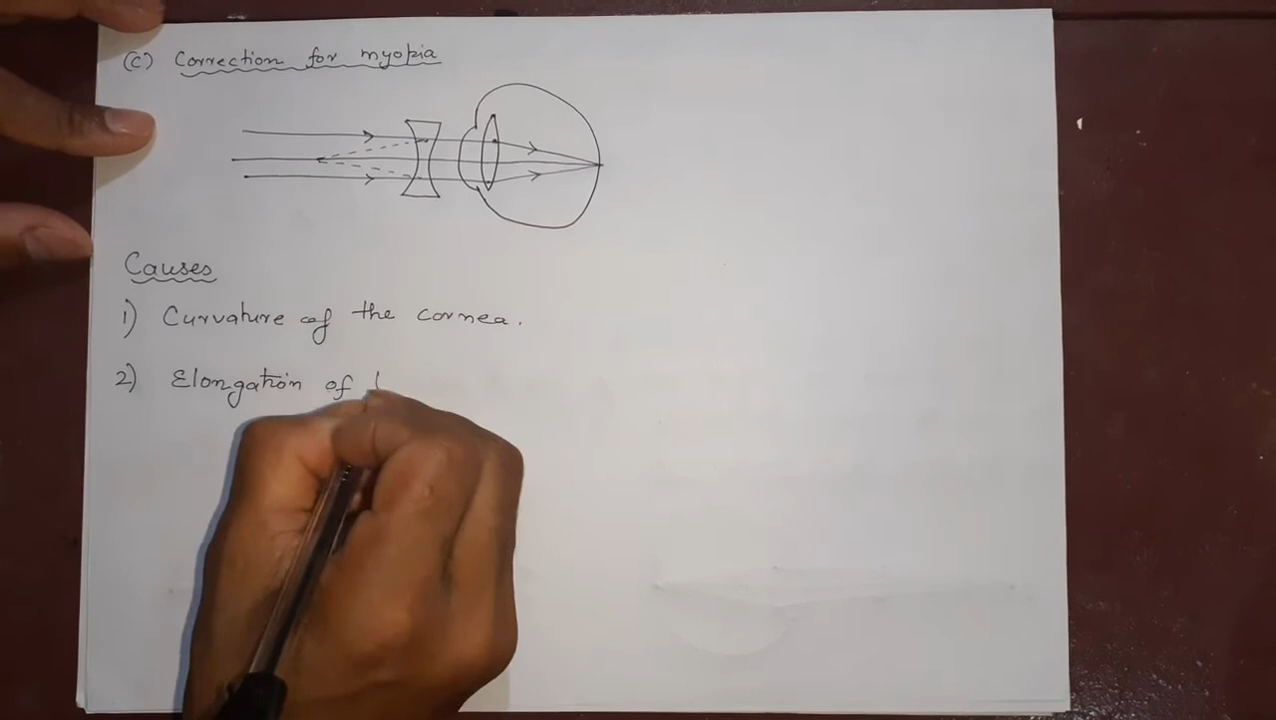 (C) Correction for myopia
Causes
1) Curvature of the cornea.
2) Elongation of